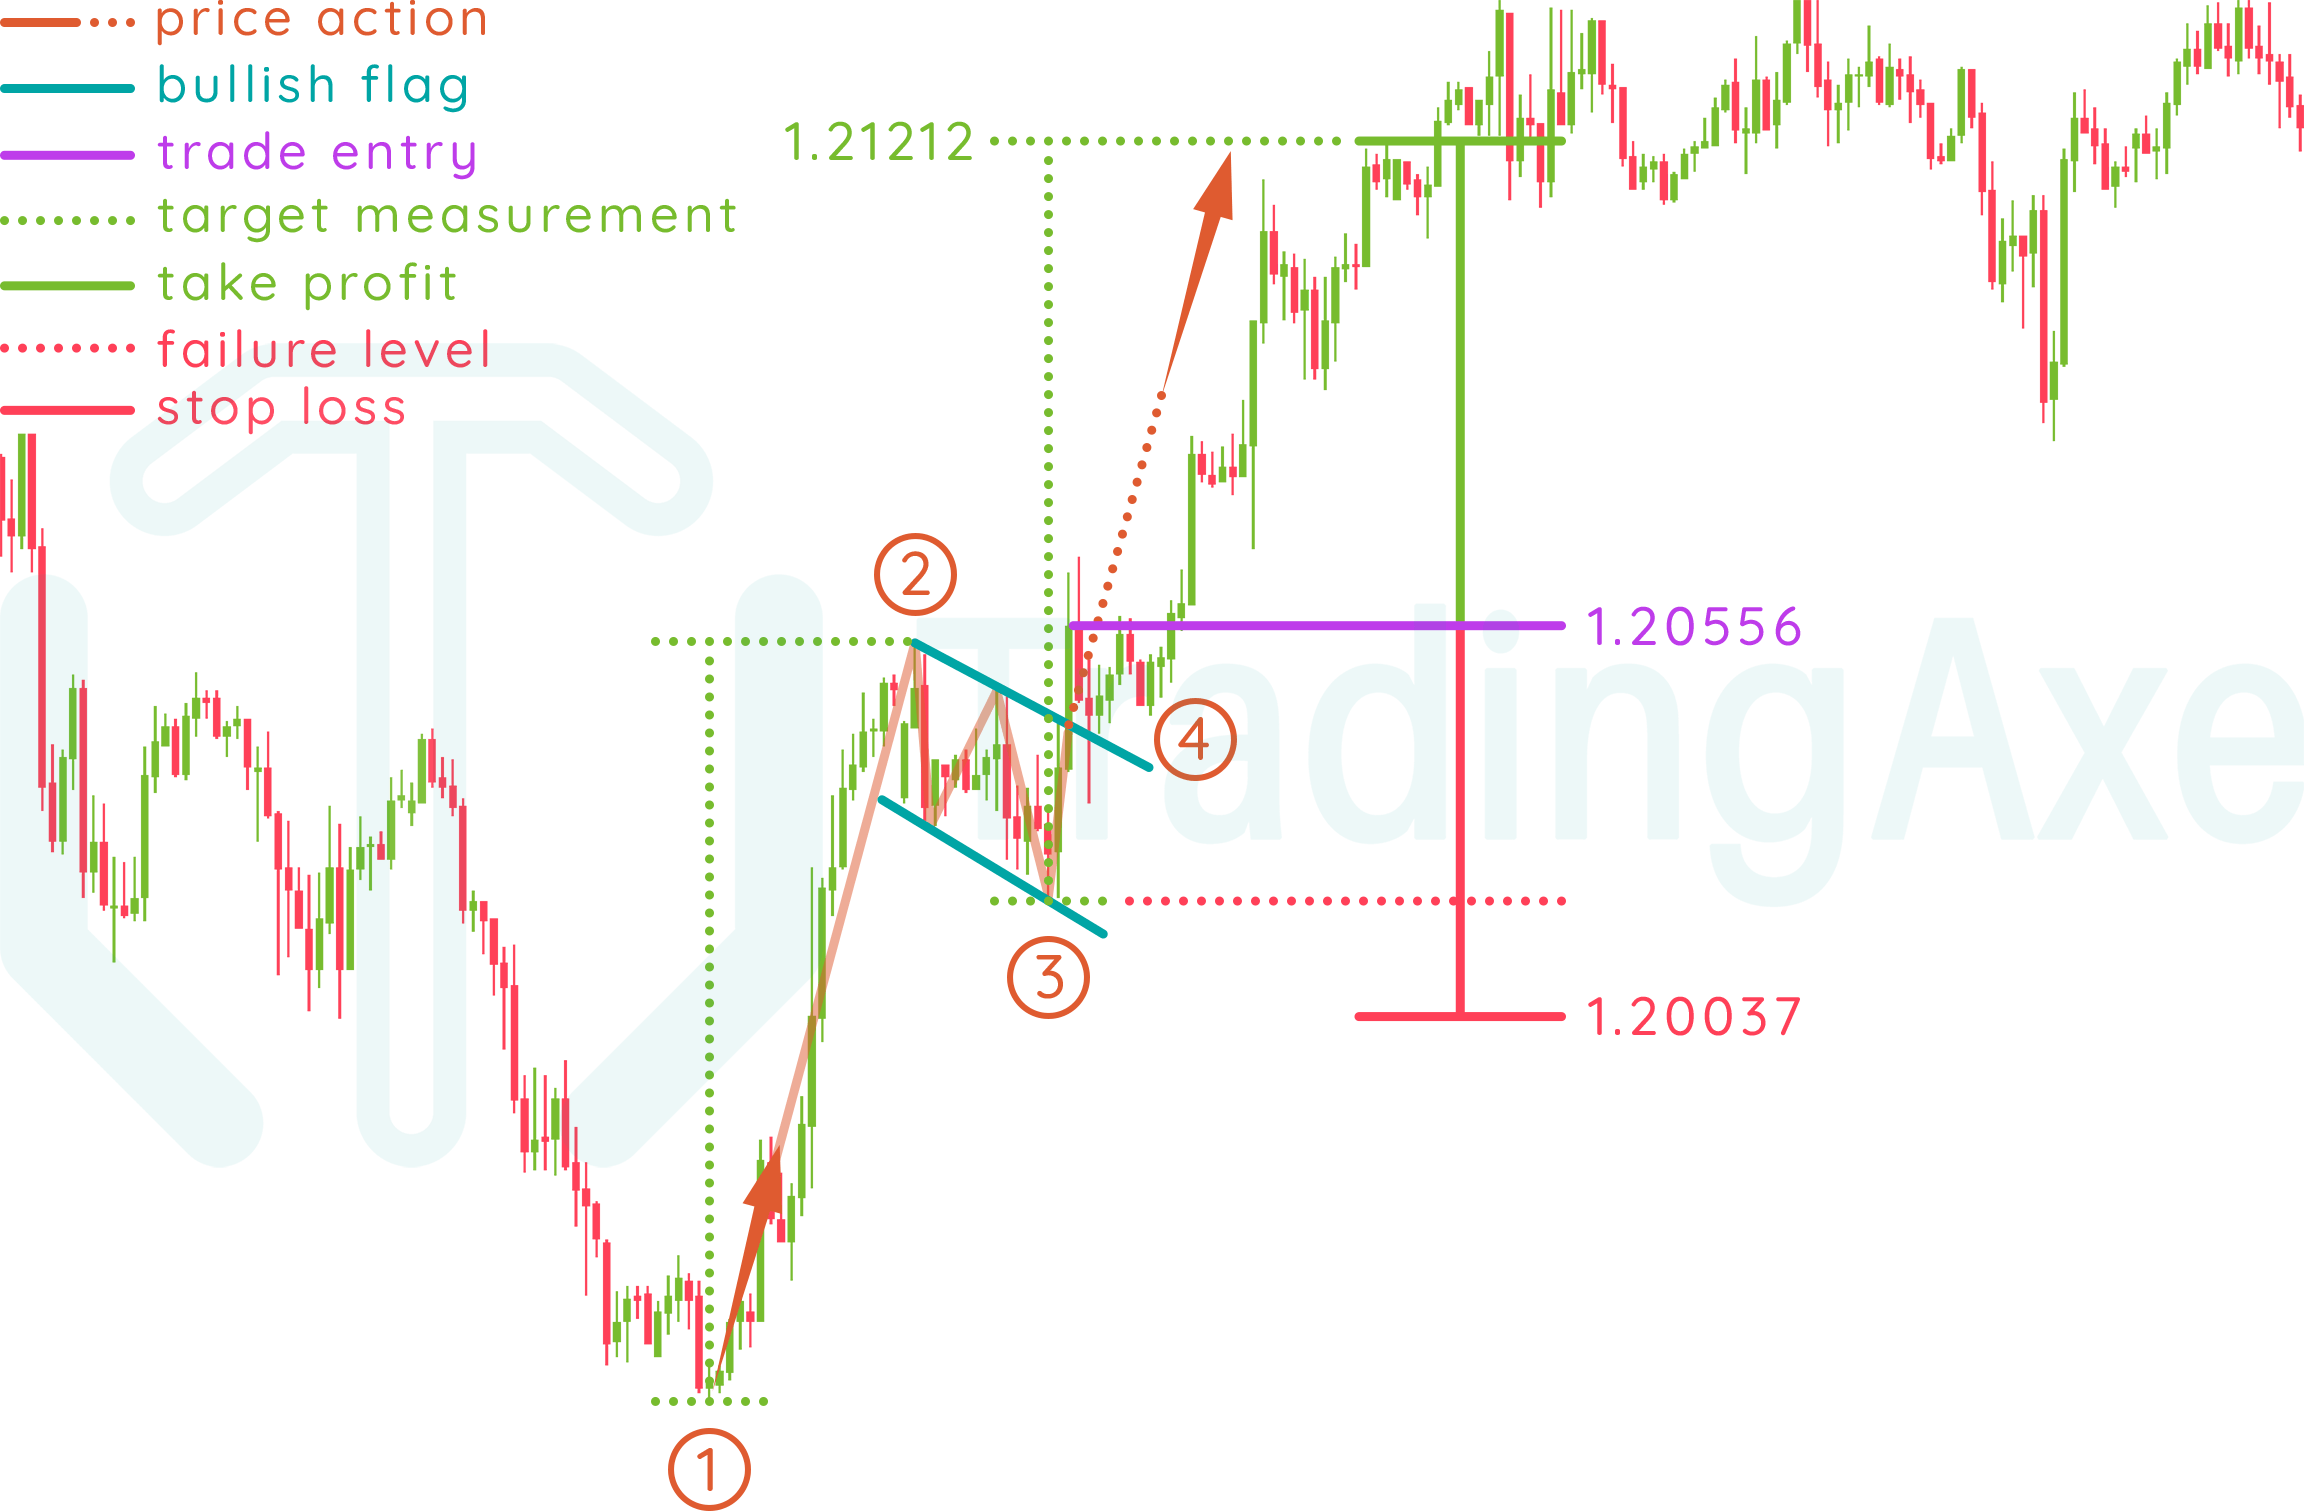 price action
bullish flag
trade entry
target measurement
take profit
failure level
stop loss
1.21212
2
1.20556
TradingAxe
4
3
1.20037
1